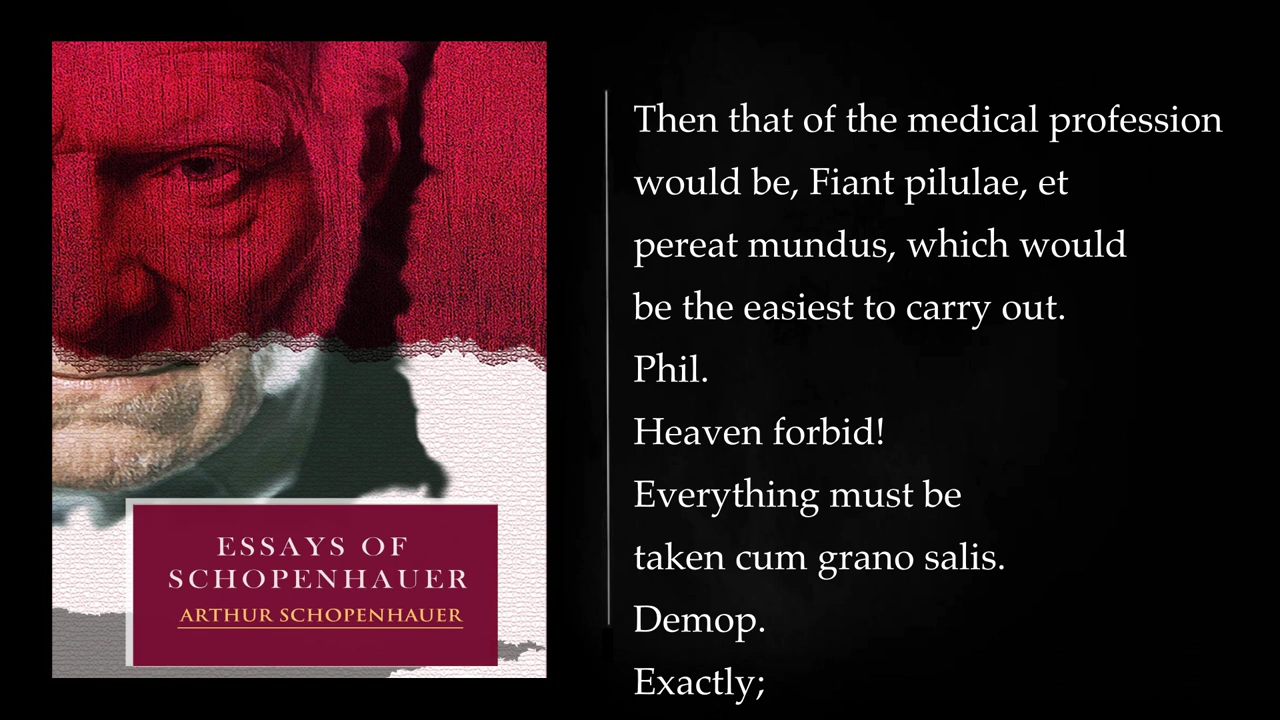 ESSAYS OF
SCHOPENHAUER
ARTHUR SCHOPENHAUER
Then that of the medical profession
would be, Fiant pilulae, et
pereat mundus, which would
be the easiest to carry out.
Phil.
Heaven forbid!
Everything must be
taken cum grano salis.
Demop.
Exactly;